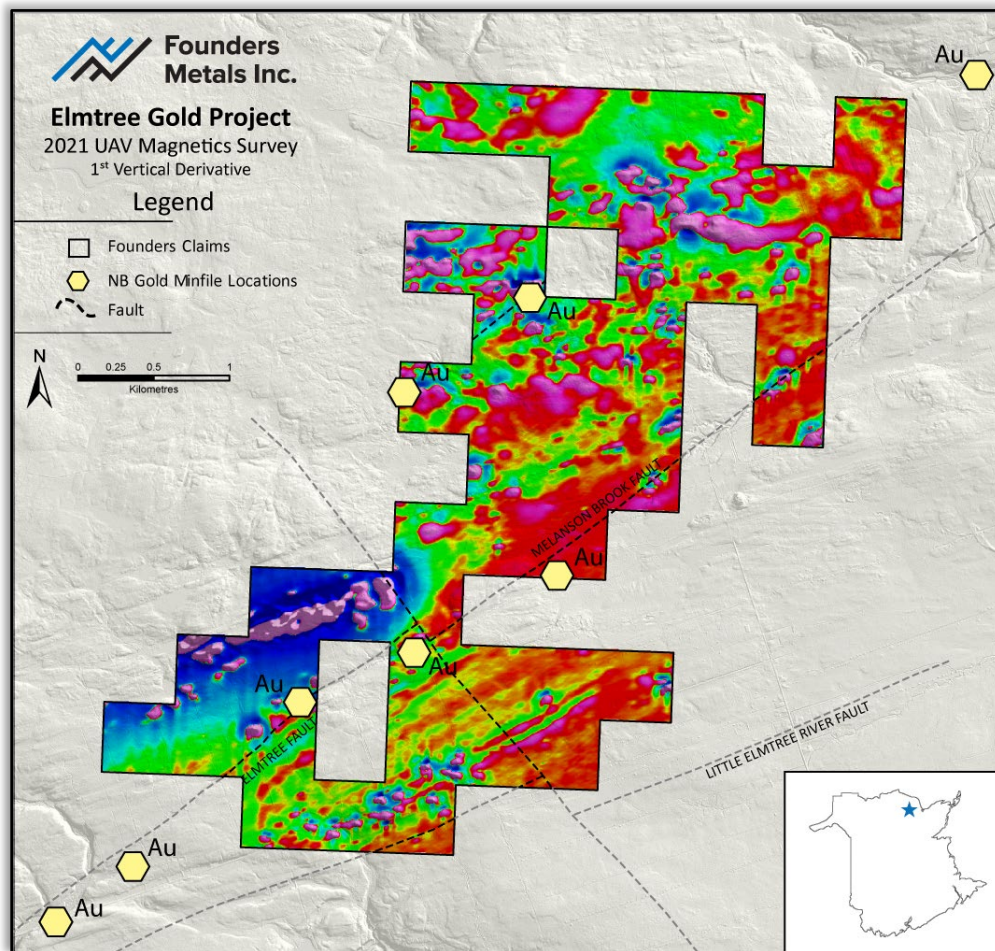 Founders
Metals Inc.
Elmtree Gold Project
2021 UAV Magnetics Survey
1st Vertical Derivative
Legend
Founders Claims
NB Gold Minfile Locations
Fault
N
0 0.25 0.5 1
Kilometres
Au
Au
Au
MELANSON BROOK FAULT
Au
Au
Au
ELMTREE FAULT
LITTLE ELMTREE RIVER FAULT
Au
Au